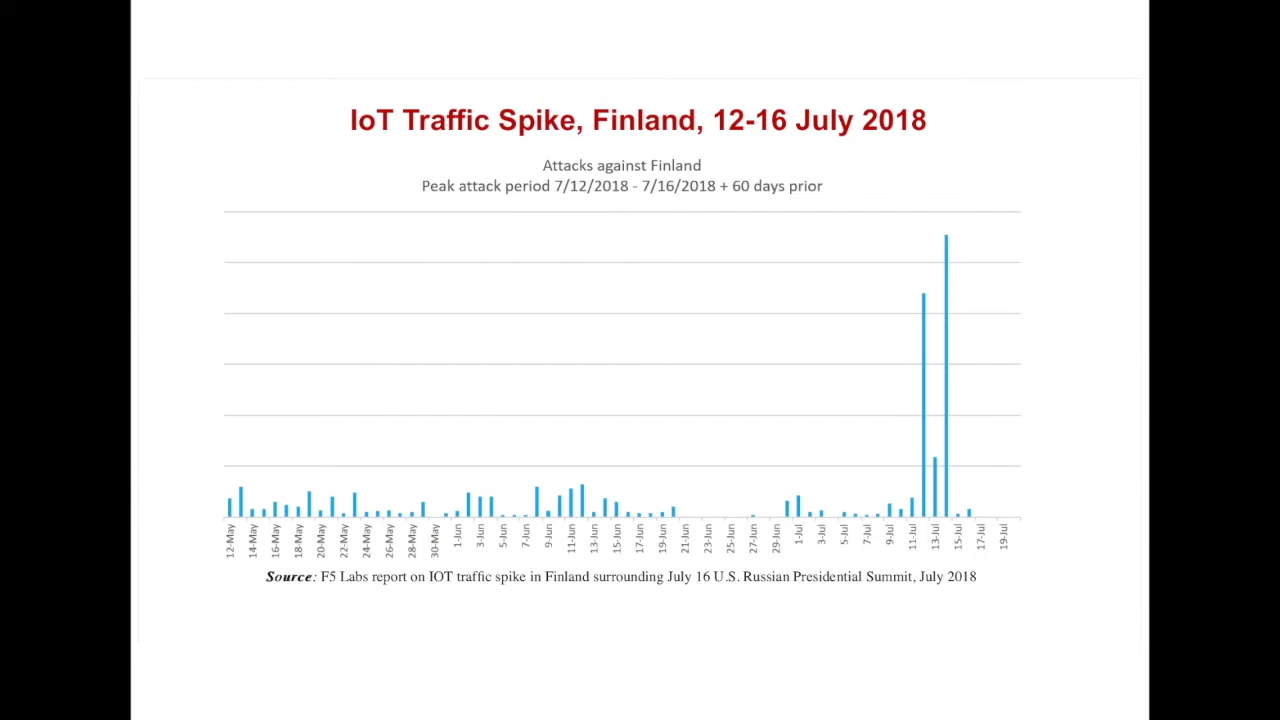 IoT Traffic Spike, Finland, 12-16 July 2018
Attacks against Finland
Peak attack period 7/12/2018 - 7/16/2018 + 60 days prior
12-May
14-May
16-May
18-May
20-May
22-May
24-May
26-May
28-May
30-May
1-Jun
3-Jun
5-Jun
7-Jun
9-Jun
11-Jun
13-Jun
15-Jun
17-Jun
19-Jun
21-Jun
23-Jun
25-Jun
27-Jun
29-Jun
1-Jul
3-Jul
5-Jul
7-Jul
9-Jul
11-Jul
13-Jul
15-Jul
17-Jul
19-Jul
Source: F5 Labs report on IOT traffic spike in Finland surrounding July 16 U.S. Russian Presidential Summit, July 2018